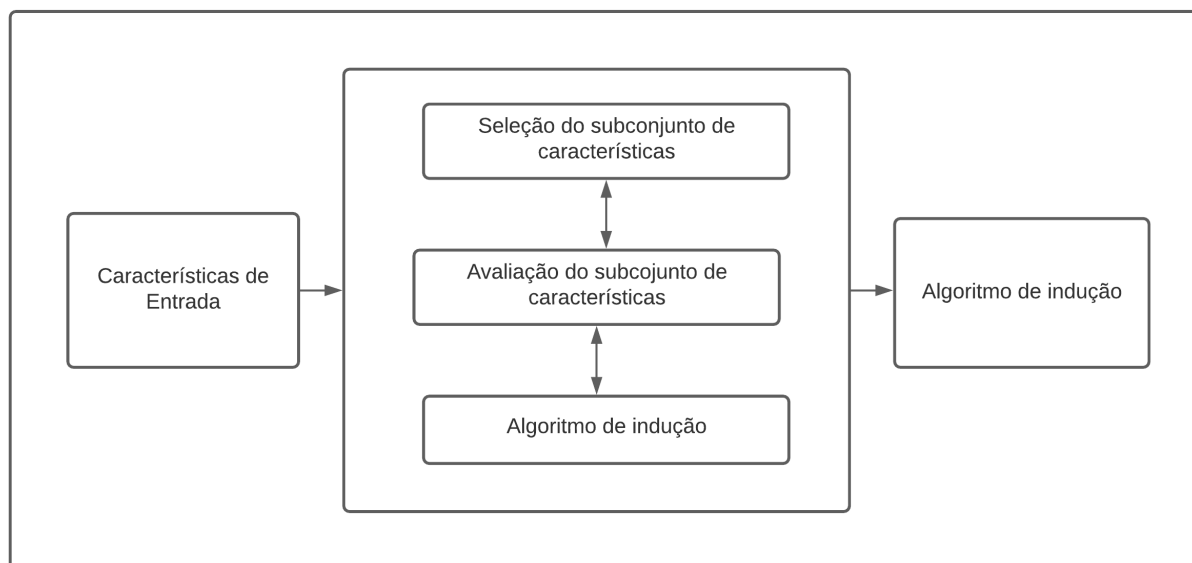 Seleção do subconjunto de
características
Características de
Entrada
Avaliação do subcojunto de
características
Algoritmo de indução
Algoritmo de indução